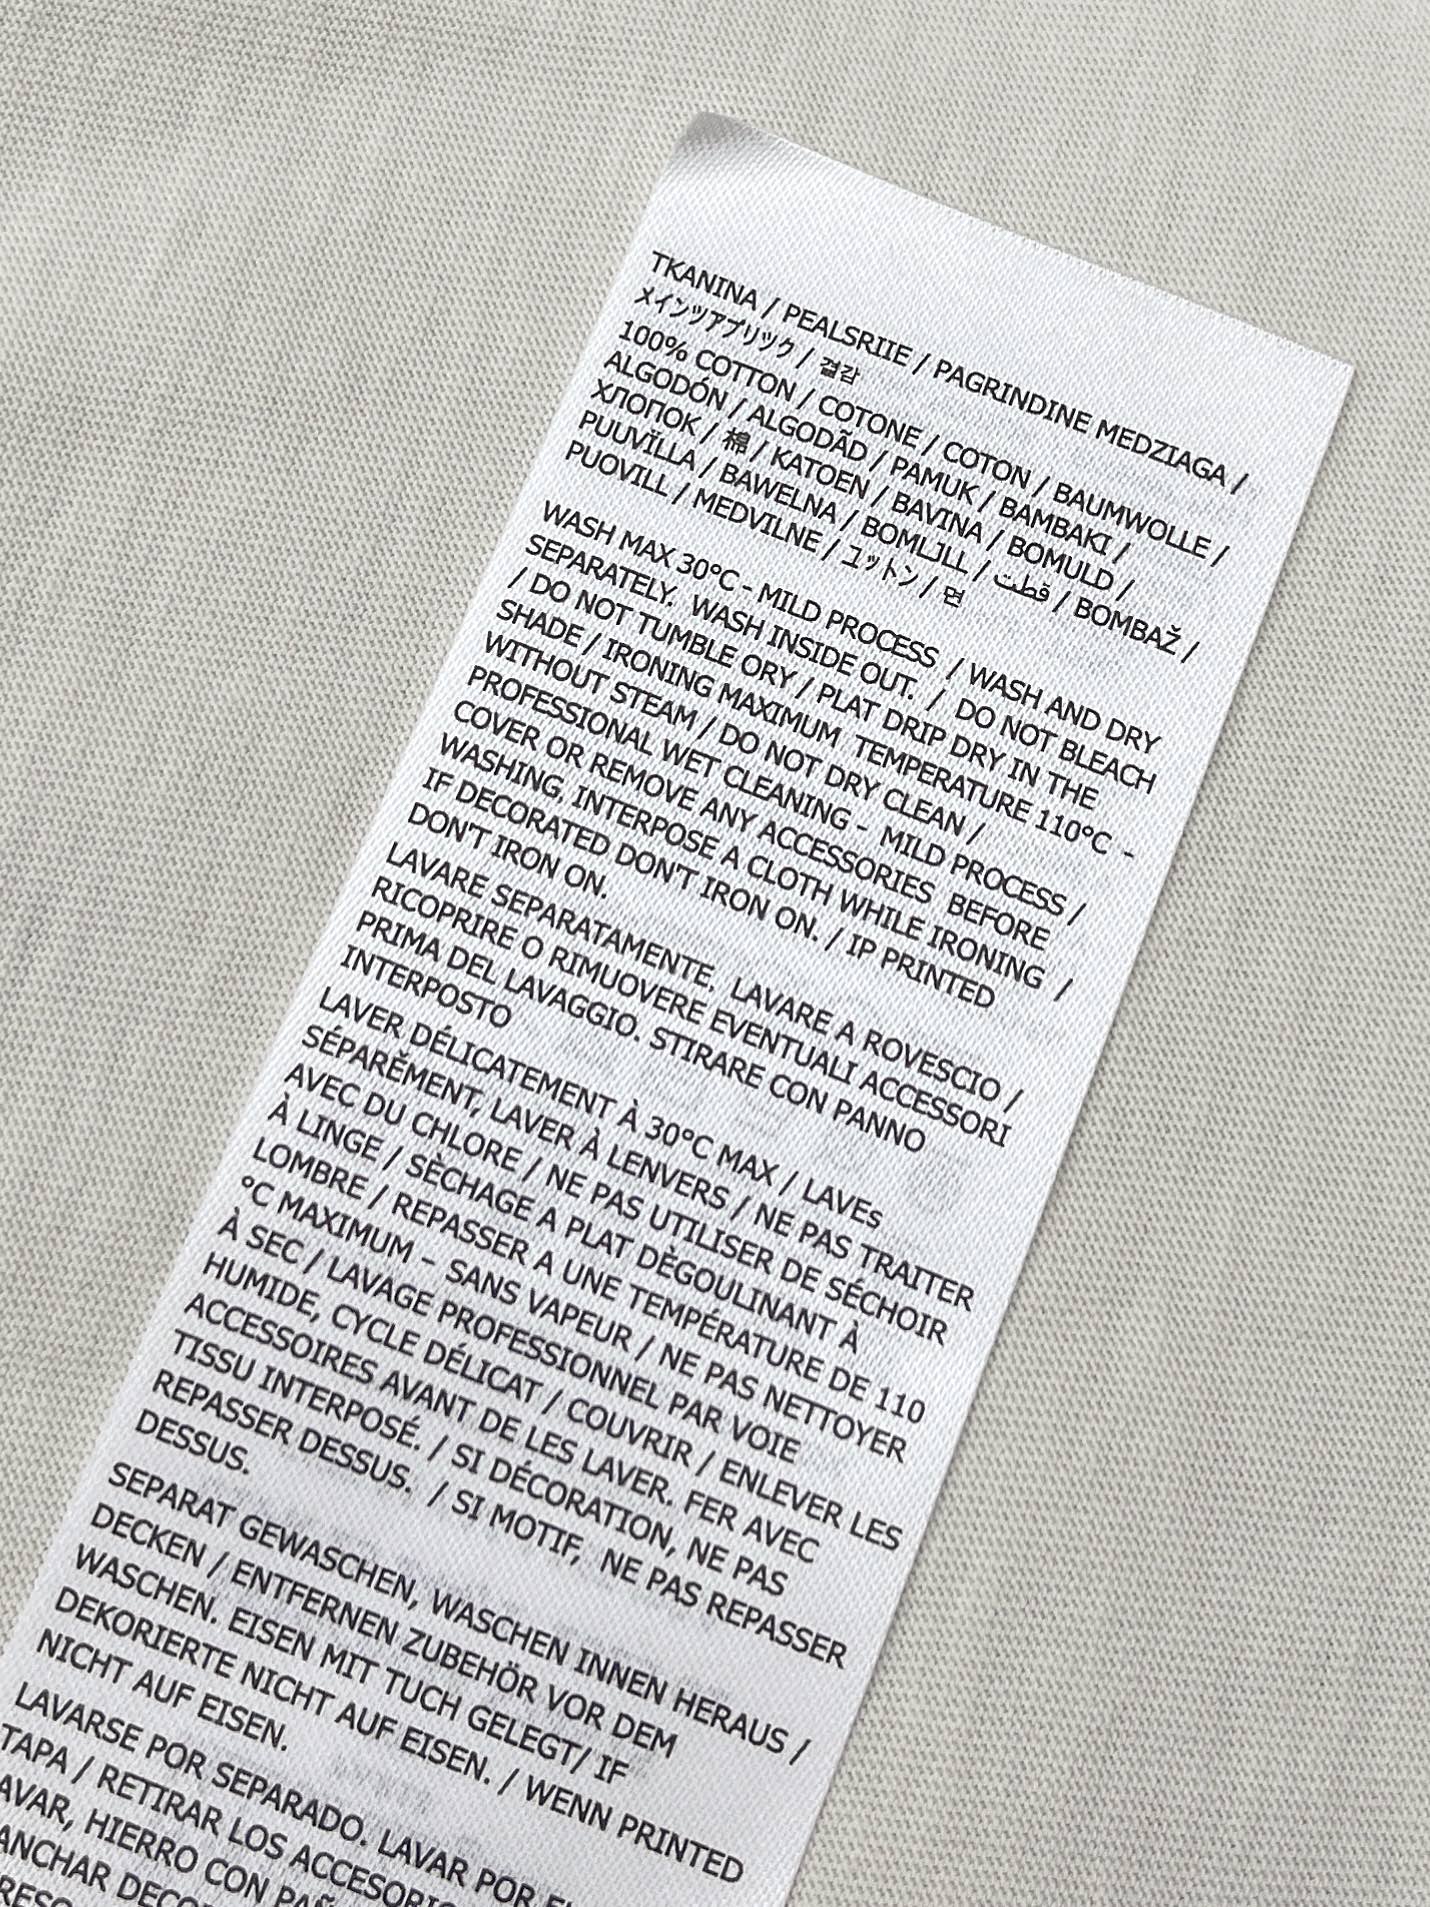 TKANINA / PEALSRIIE / PAGRINDINE MEDZIAGA /
メインツアブリツク / 겉감
100% COTTON / COTONE / COTON / BAUMWOLLE /
ALGODÓN / ALGODÃD / PAMUK / BAMBAKI /
ХЛОПОК / 棉 / KATOEN / BAVINA / BOMULD /
PUUVĬLLA / BAWELNA / BOMLJLL / قطت / BOMBAŽ /
PUOVILL / MEDVILNE / ユットン / 면
WASH MAX 30°C - MILD PROCESS / WASH AND DRY
SEPARATELY. WASH INSIDE OUT. / DO NOT BLEACH
/ DO NOT TUMBLE ORY / PLAT DRIP DRY IN THE
SHADE / IRONING MAXIMUM TEMPERATURE 110°C -
WITHOUT STEAM / DO NOT DRY CLEAN /
PROFESSIONAL WET CLEANING - MILD PROCESS /
COVER OR REMOVE ANY ACCESSORIES BEFORE
WASHING, INTERPOSE A CLOTH WHILE IRONING /
IF DECORATED DON'T IRON ON. / IP PRINTED
DON'T IRON ON.
LAVARE SEPARATAMENTE, LAVARE A ROVESCIO /
RICOPRIRE O RIMUOVERE EVENTUALI ACCESSORI
PRIMA DEL LAVAGGIO. STIRARE CON PANNO
INTERPOSTO
LAVER DÉLICATEMENT À 30°C MAX / LAVEs
SÉPARĚMENT, LAVER À LENVERS / NE PAS TRAITER
AVEC DU CHLORE / NE PAS UTILISER DE SÉCHOIR
À LINGE / SÈCHAGE A PLAT DÈGOULINANT À
LOMBRE / REPASSER A UNE TEMPÉRATURE DE 110
°C MAXIMUM – SANS VAPEUR / NE PAS NETTOYER
À SEC / LAVAGE PROFESSIONNEL PAR VOIE
HUMIDE, CYCLE DÉLICAT / COUVRIR / ENLEVER LES
ACCESSOIRES AVANT DE LES LAVER. FER AVEC
TISSU INTERPOSÉ. / SI DÉCORATION, NE PAS
REPASSER DESSUS. / SI MOTIF, NE PAS REPASSER
DESSUS.
SEPARAT GEWASCHEN, WASCHEN INNEN HERAUS /
DECKEN / ENTFERNEN ZUBEHÖR VOR DEM
WASCHEN. EISEN MIT TUCH GELEGT/ IF
DEKORIERTE NICHT AUF EISEN. / WENN PRINTED
NICHT AUF EISEN.
LAVARSE POR SEPARADO. LAVAR POR
TAPA / RETIRAR LOS
AVAR, HIERRO CON
ANCHAR